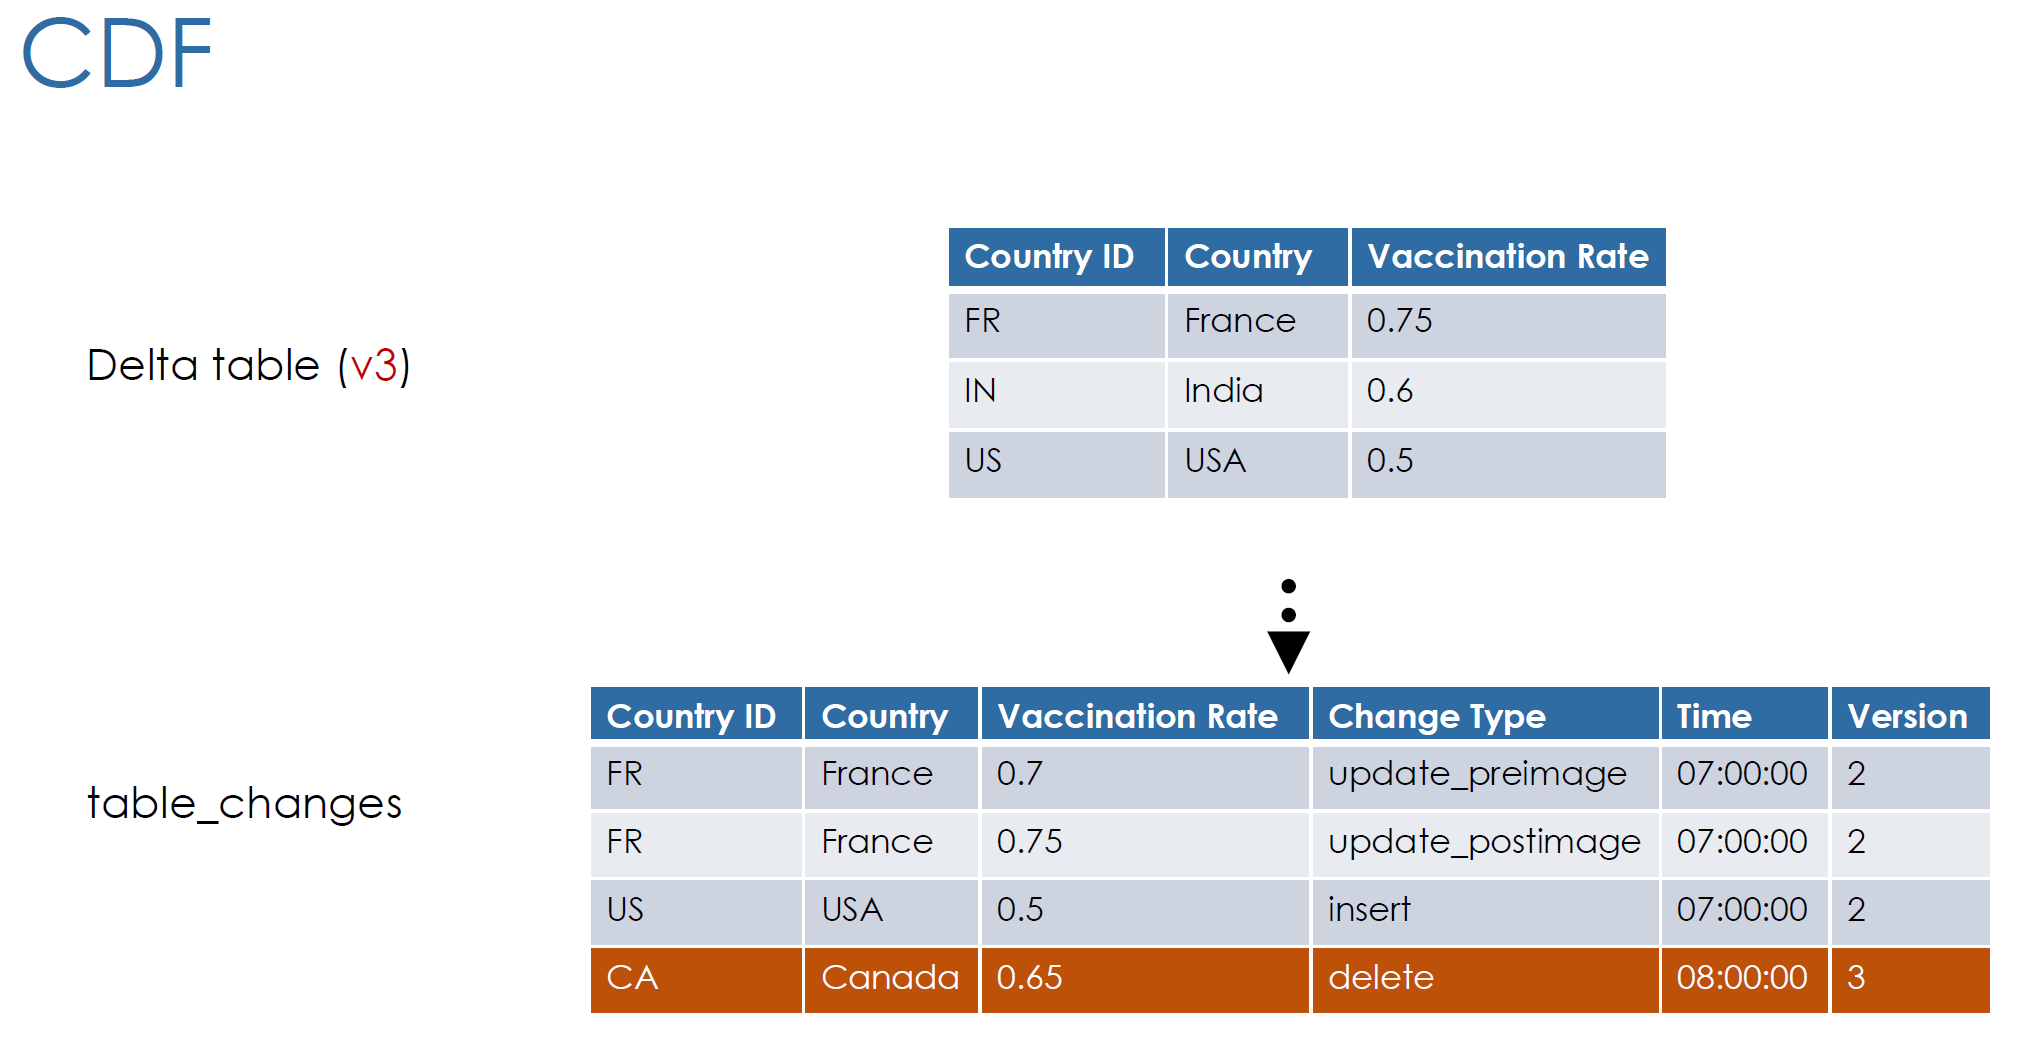 CDF
Country ID Country Vaccination Rate
FR France 0.75
Delta table (v3)
IN India 0.6
US USA 0.5
Country ID Country Vaccination Rate Change Type Time Version
FR France 0.7 update_preimage 07:00:00 2
table_changes
FR France 0.75 update_postimage 07:00:00 2
US USA 0.5 insert 07:00:00 2
CA Canada 0.65 delete 08:00:00 3